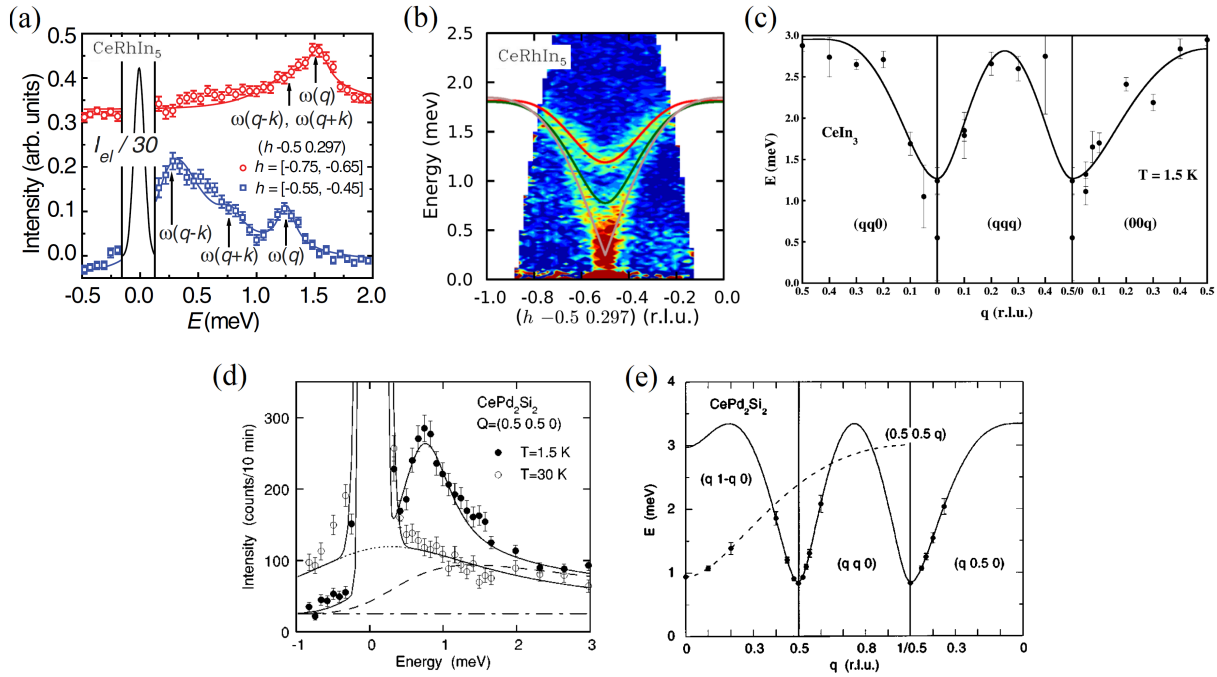 (a)
CeRhIn5
I_el / 30
ω(q)
ω(q-k), ω(q+k)
(h -0.5 0.297)
h = [-0.75, -0.65]
h = [-0.55, -0.45]
ω(q-k)
ω(q+k)
ω(q)
Intensity (arb. units)
0.5
0.4
0.3
0.2
0.1
0.0
-0.5 0.0 0.5 1.0 1.5 2.0
E (meV)
(b)
CeRhIn5
Energy (meV)
2.5
2.0
1.5
1.0
0.5
0.0
-1.0 -0.8 -0.6 -0.4 -0.2 0.0
(h -0.5 0.297) (r.l.u.)
(c)
E (meV)
3.0
2.0
1.0
0.0
CeIn3
T = 1.5 K
(qq0)
(qqq)
(00q)
0.5 0.4 0.3 0.2 0.1 0 0.1 0.2 0.3 0.4 0.5/0 0.1 0.2 0.3 0.4 0.5
q (r.l.u.)
(d)
CePd2Si2
Q=(0.5 0.5 0)
T=1.5 K
T=30 K
Intensity (counts/10 min)
300
200
100
0
-1 0 1 2 3
Energy (meV)
(e)
CePd2Si2
(0.5 0.5 q)
(q 1-q 0)
(q q 0)
(q 0.5 0)
E (meV)
4
3
2
1
0
0 0.3 0.5 0.8 1/0.5 0.3 0
q (r.l.u.)